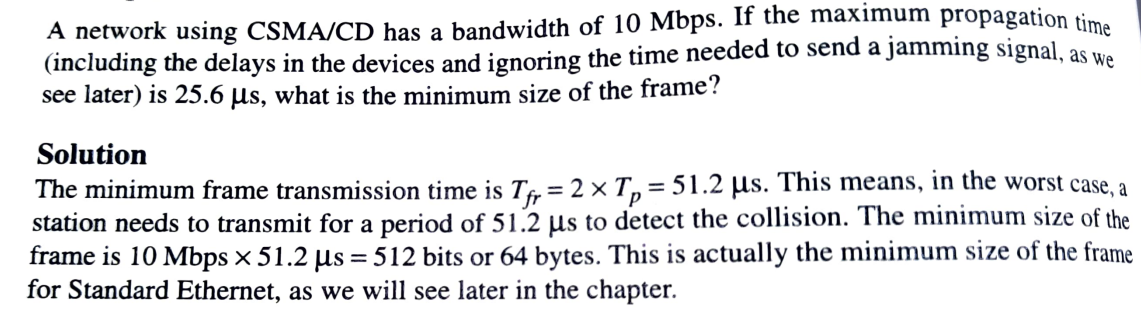 A network using CSMA/CD has a bandwidth of 10 Mbps. If the maximum propagation time
(including the delays in the devices and ignoring the time needed to send a jamming signal, as we
see later) is 25.6 μs, what is the minimum size of the frame?
Solution
The minimum frame transmission time is Tfr = 2 × Tp = 51.2 μs. This means, in the worst case, a
station needs to transmit for a period of 51.2 μs to detect the collision. The minimum size of the
frame is 10 Mbps × 51.2 μs = 512 bits or 64 bytes. This is actually the minimum size of the frame
for Standard Ethernet, as we will see later in the chapter.